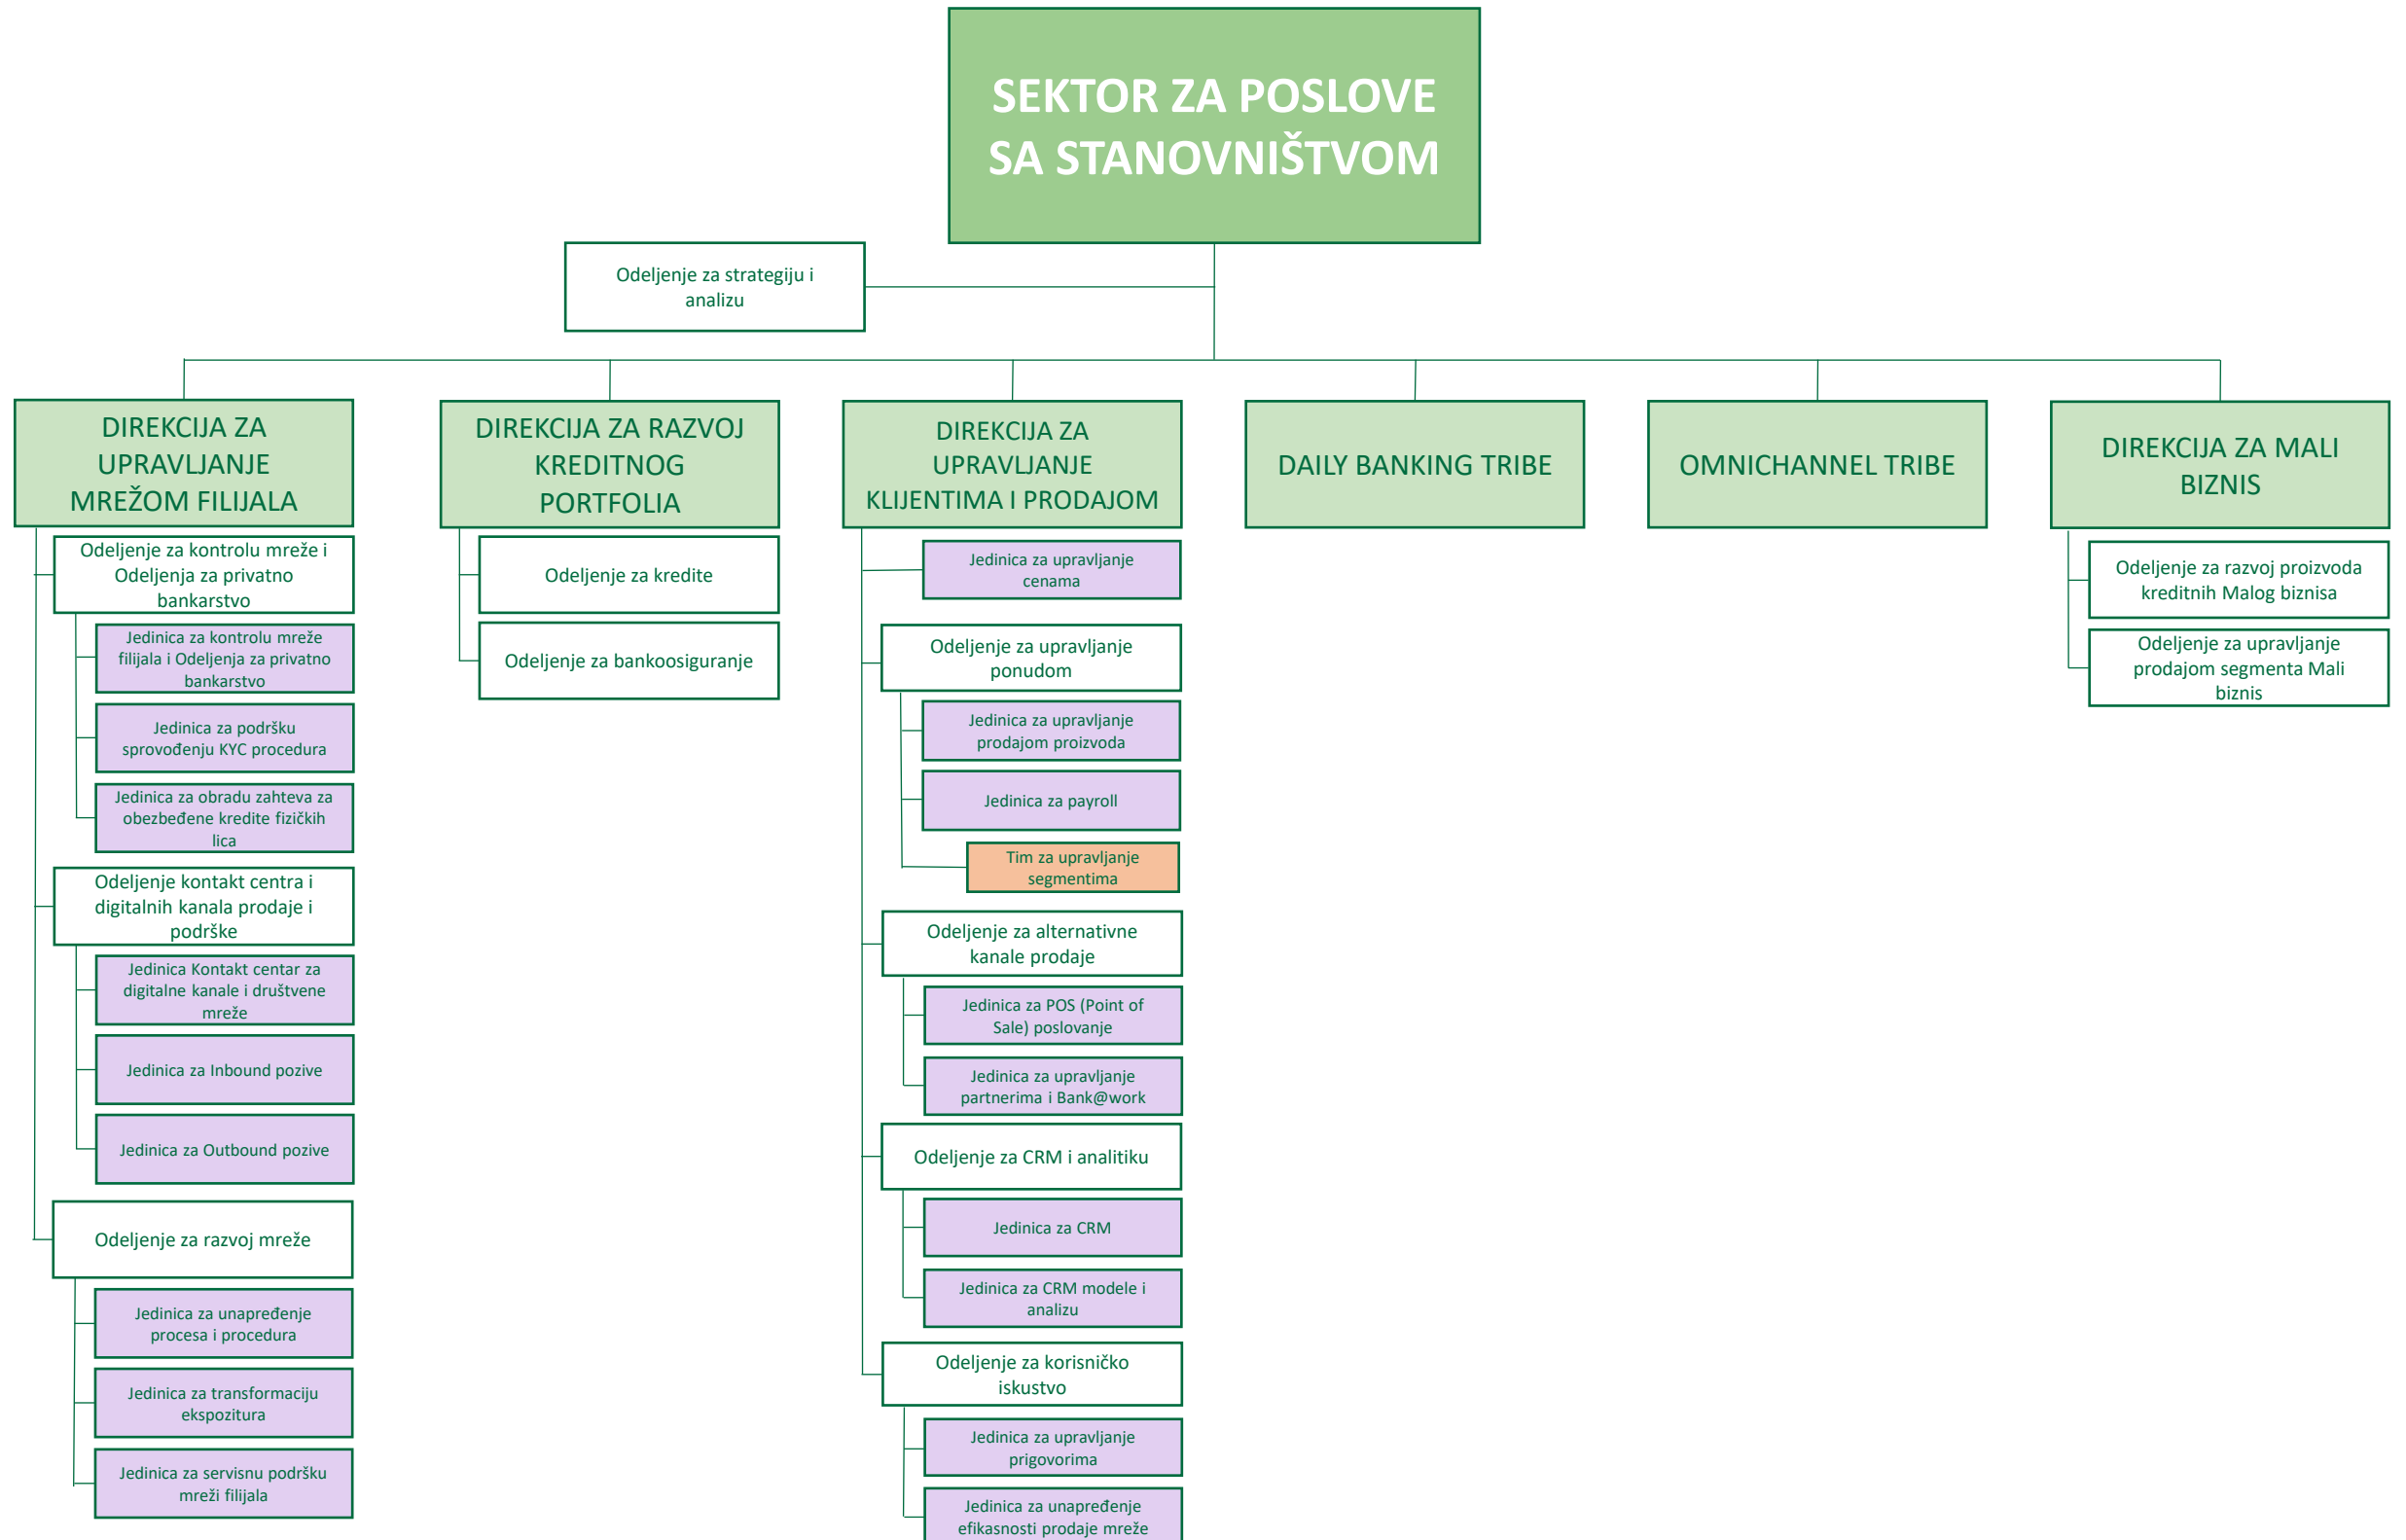 SEKTOR ZA POSLOVE
SA STANOVNIŠTVOM
Odeljenje za strategiju i
analizu
DIREKCIJA ZA
UPRAVLJANJE
MREŽOM FILIJALA
Odeljenje za kontrolu mreže i
Odeljenja za privatno
bankarstvo
Jedinica za kontrolu mreže
filijala i Odeljenja za privatno
bankarstvo
Jedinica za podršku
sprovođenju KYC procedura
Jedinica za obradu zahteva za
obezbeđene kredite fizičkih
lica
Odeljenje kontakt centra i
digitalnih kanala prodaje i
podrške
Jedinica Kontakt centar za
digitalne kanale i društvene
mreže
Jedinica za Inbound pozive
Jedinica za Outbound pozive
Odeljenje za razvoj mreže
Jedinica za unapređenje
procesa i procedura
Jedinica za transformaciju
ekspozitura
Jedinica za servisnu podršku
mreži filijala
DIREKCIJA ZA RAZVOJ
KREDITNOG
PORTFOLIA
Odeljenje za kredite
Odeljenje za bankoosiguranje
DIREKCIJA ZA
UPRAVLJANJE
KLIJENTIMA I PRODAJOM
Jedinica za upravljanje
cenama
Odeljenje za upravljanje
ponudom
Jedinica za upravljanje
prodajom proizvoda
Jedinica za payroll
Tim za upravljanje
segmentima
Odeljenje za alternativne
kanale prodaje
Jedinica za POS (Point of
Sale) poslovanje
Jedinica za upravljanje
partnerima i Bank@work
Odeljenje za CRM i analitiku
Jedinica za CRM
Jedinica za CRM modele i
analizu
Odeljenje za korisničko
iskustvo
Jedinica za upravljanje
prigovorima
Jedinica za unapređenje
efikasnosti prodaje mreže
DAILY BANKING TRIBE
OMNICHANNEL TRIBE
DIREKCIJA ZA MALI
BIZNIS
Odeljenje za razvoj proizvoda
kreditnih Malog biznisa
Odeljenje za upravljanje
prodajom segmenta Mali
biznis